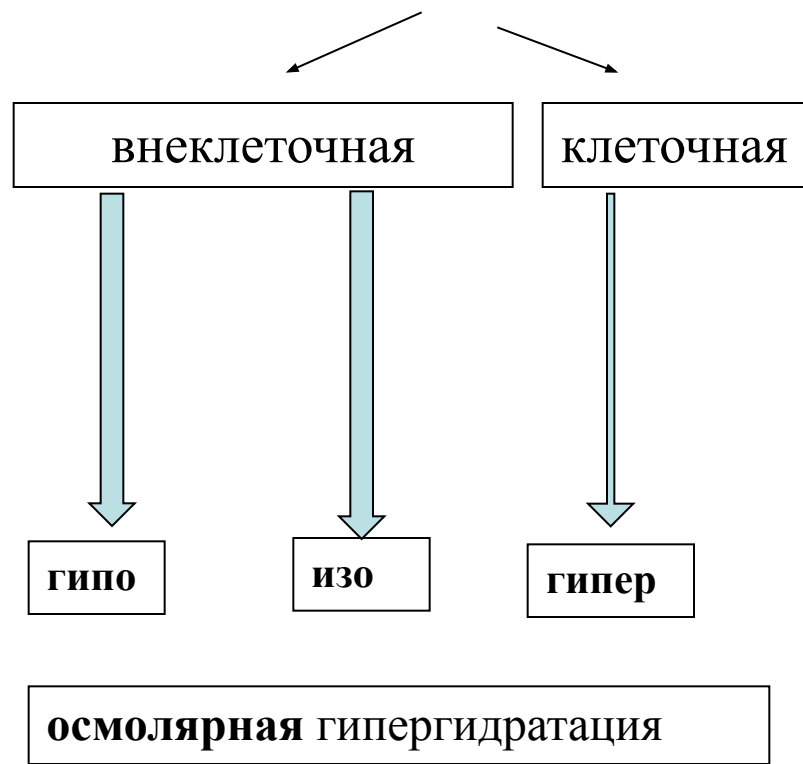 внеклеточная клеточная
гипо изо гипер
осмолярная гипергидратация